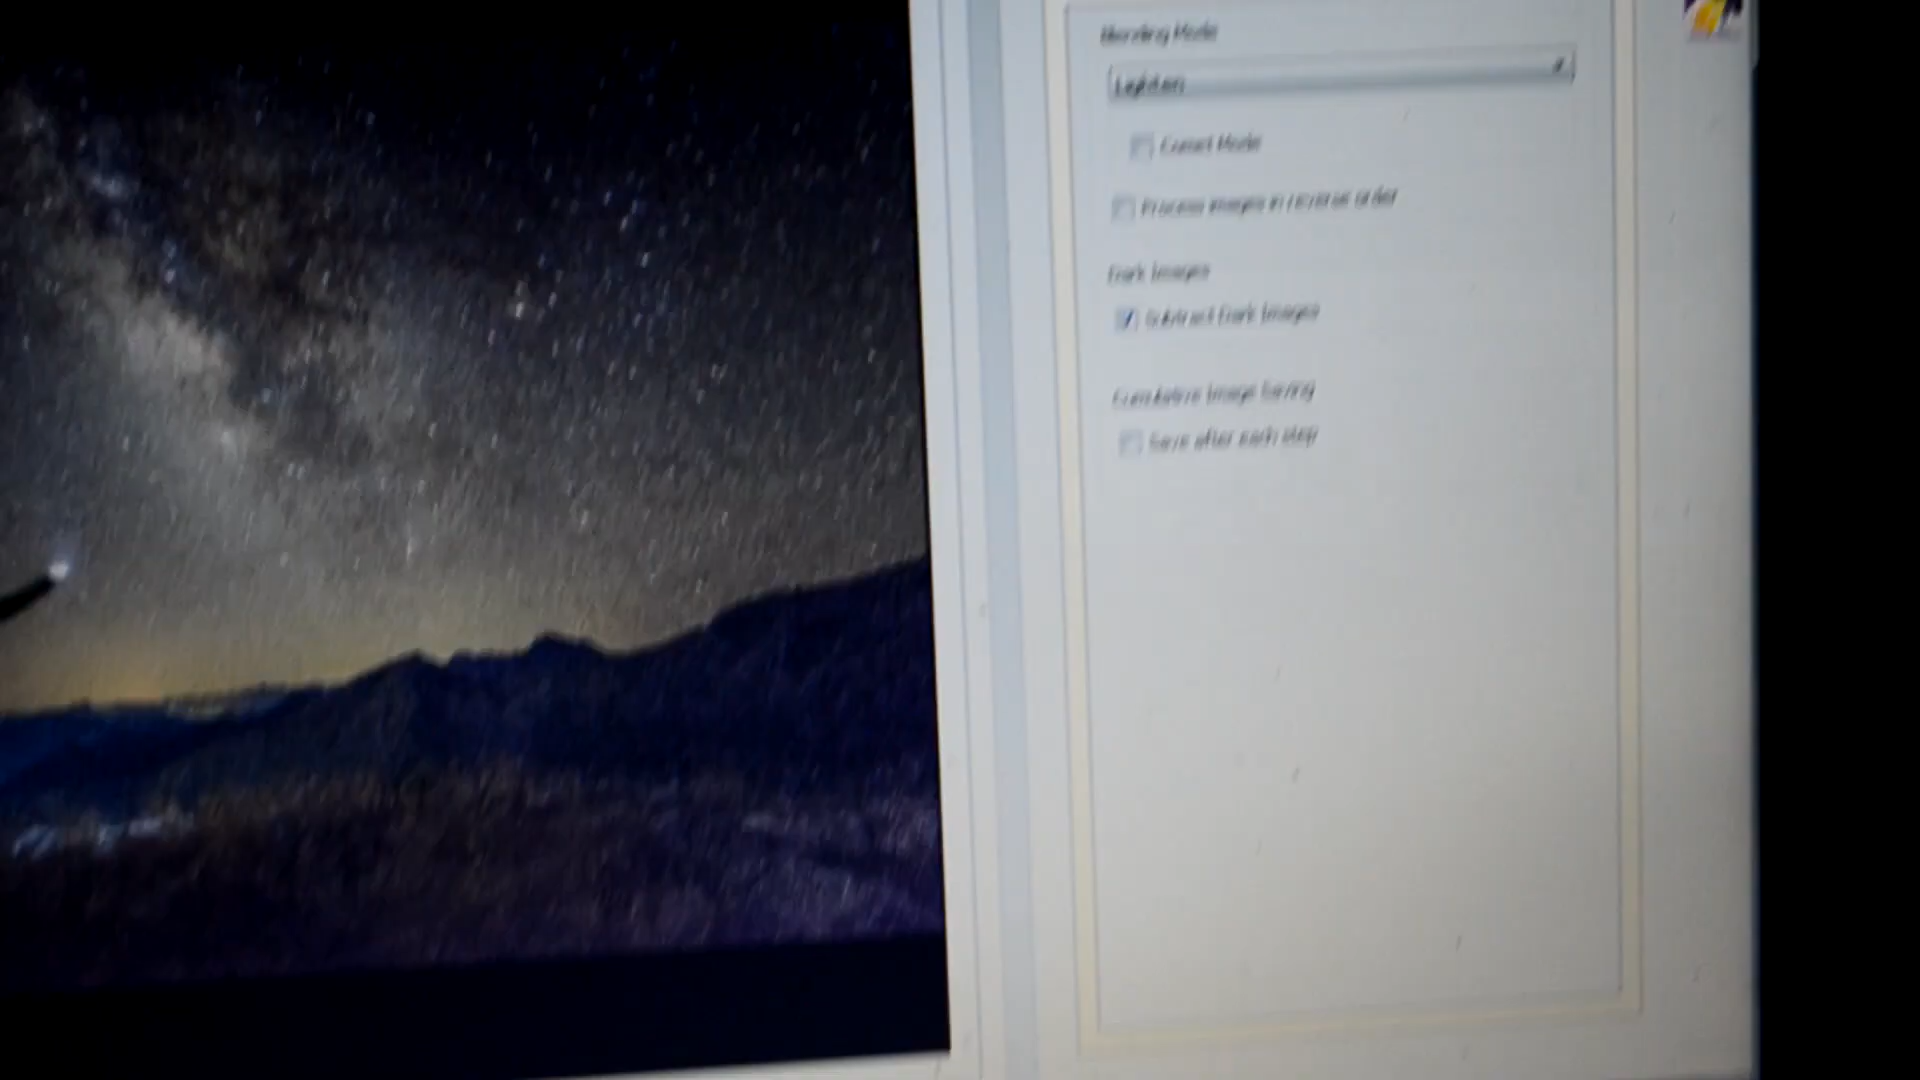 Blending Mode
Lighten
Comet Mode
Process images in reverse order
Dark Images
Subtract Dark Images
Cumulative Image Saving
Save after each step